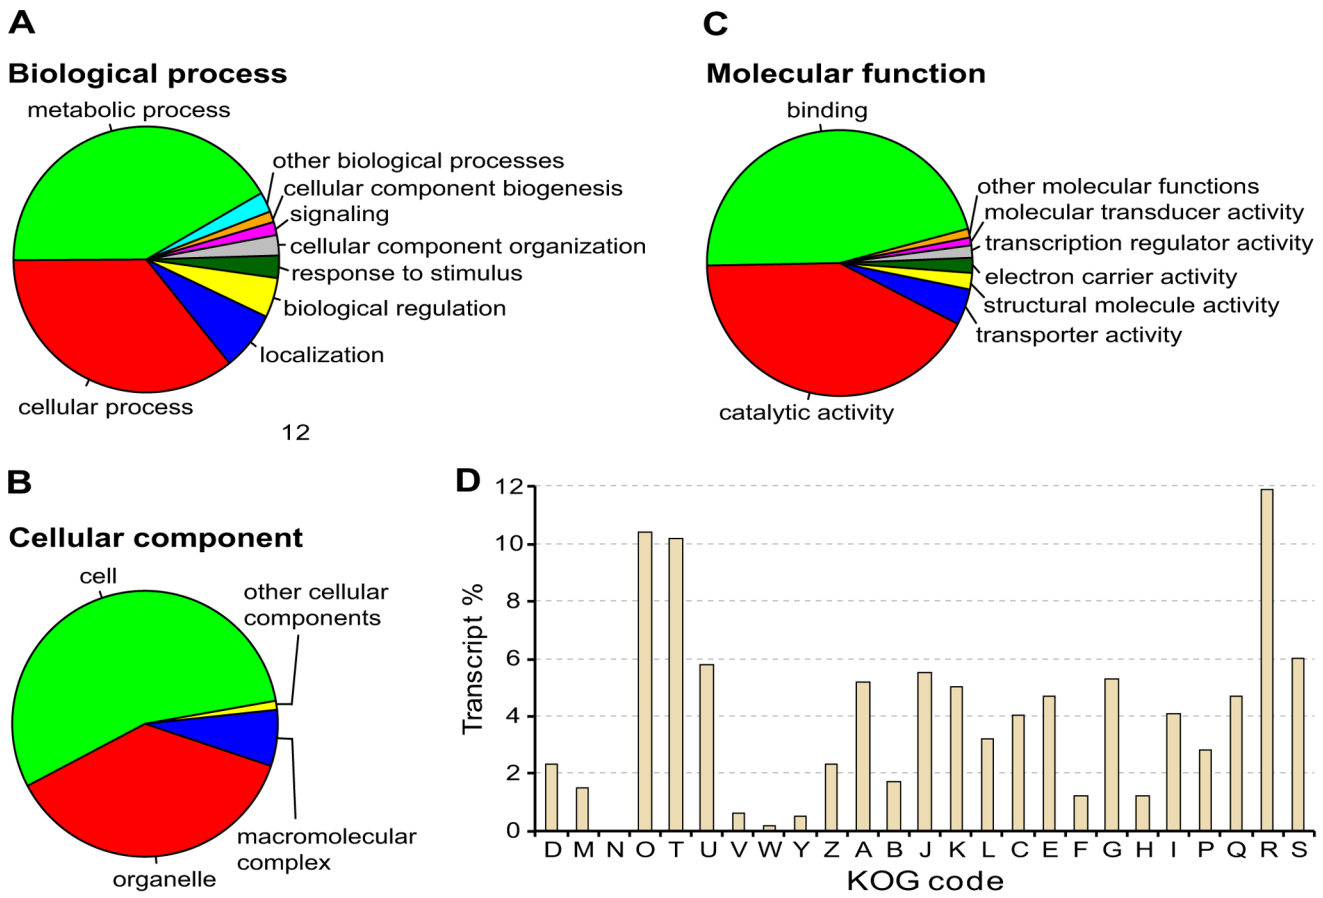 A
Biological process
metabolic process
other biological processes
cellular component biogenesis
signaling
cellular component organization
response to stimulus
biological regulation
localization
cellular process
12
C
Molecular function
binding
other molecular functions
molecular transducer activity
transcription regulator activity
electron carrier activity
structural molecule activity
transporter activity
catalytic activity
B
Cellular component
cell
other cellular
components
macromolecular
complex
organelle
D
Transcript %
12
10
8
6
4
2
0
D M N O T U V W Y Z A B J K L C E F G H I P Q R S
KOG code